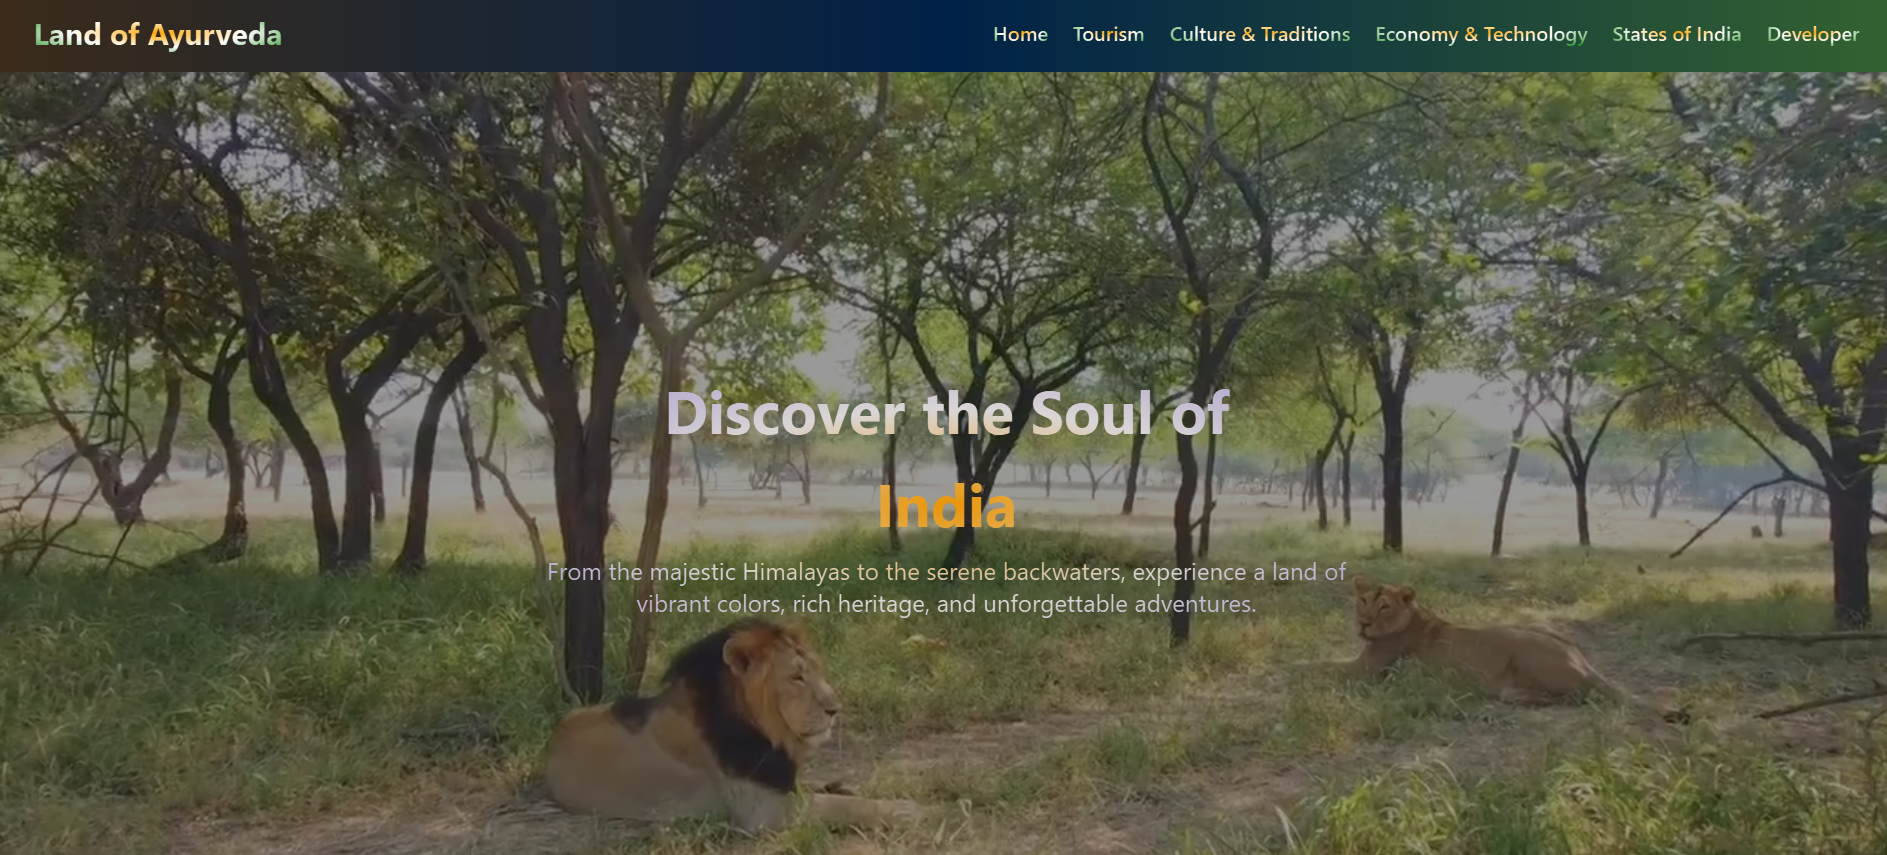 Land of Ayurveda
Home Tourism Culture & Traditions Economy & Technology States of India Developer
Discover the Soul of
India
From the majestic Himalayas to the serene backwaters, experience a land of
vibrant colors, rich heritage, and unforgettable adventures.